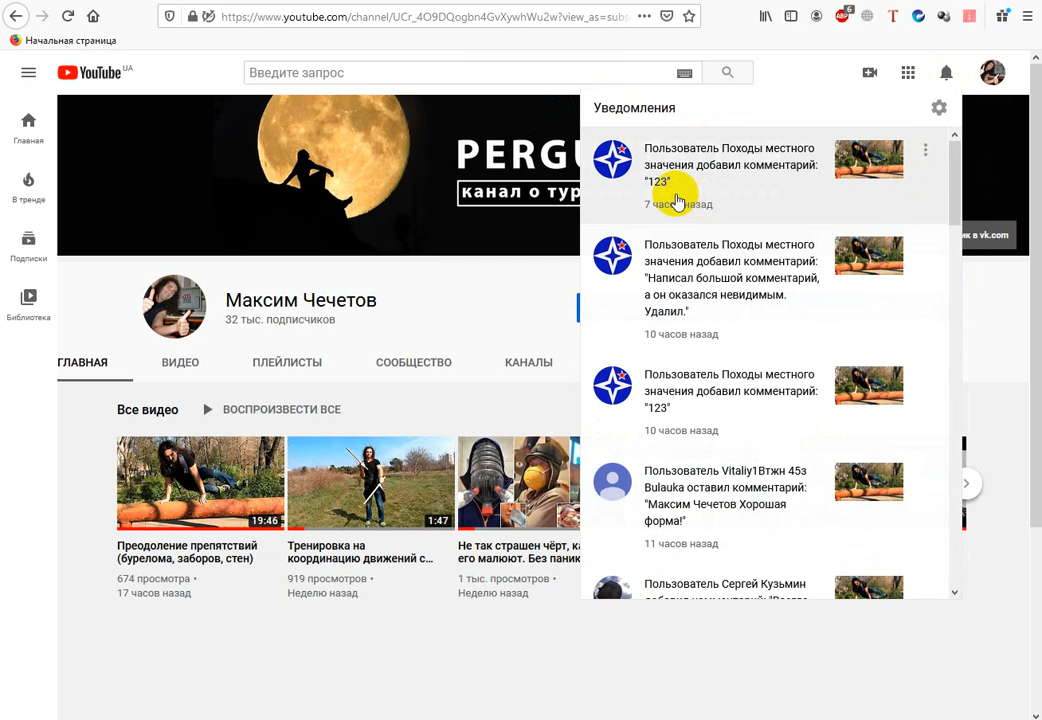 https://www.youtube.com/channel/UCr_4O9DQogbn4GvXywhWu2w?view_as=subs
6
Начальная страница
YouTube UA
Введите запрос
Главная
В тренде
Подписки
Библиотека
PERGU
канал о тур
ик в vk.com
Максим Чечетов
32 тыс. подписчиков
ГЛАВНАЯ
ВИДЕО
ПЛЕЙЛИСТЫ
СООБЩЕСТВО
КАНАЛЫ
Все видео
ВОСПРОИЗВЕСТИ ВСЕ
19:46
Преодоление препятствий
(бурелома, заборов, стен)
674 просмотра •
17 часов назад
1:47
Тренировка на
координацию движений с...
919 просмотров •
Неделю назад
Не так страшен чёрт, ка
его малюют. Без паник
1 тыс. просмотров •
Неделю назад
Уведомления
Пользователь Походы местного
значения добавил комментарий:
"123"
7 часов назад
Пользователь Походы местного
значения добавил комментарий:
"Написал большой комментарий,
а он оказался невидимым.
Удалил."
10 часов назад
Пользователь Походы местного
значения добавил комментарий:
"123"
10 часов назад
Пользователь Vitaliy1Втжн 45з
Bulauka оставил комментарий:
"Максим Чечетов Хорошая
форма!"
11 часов назад
Пользователь Сергей Кузьмин